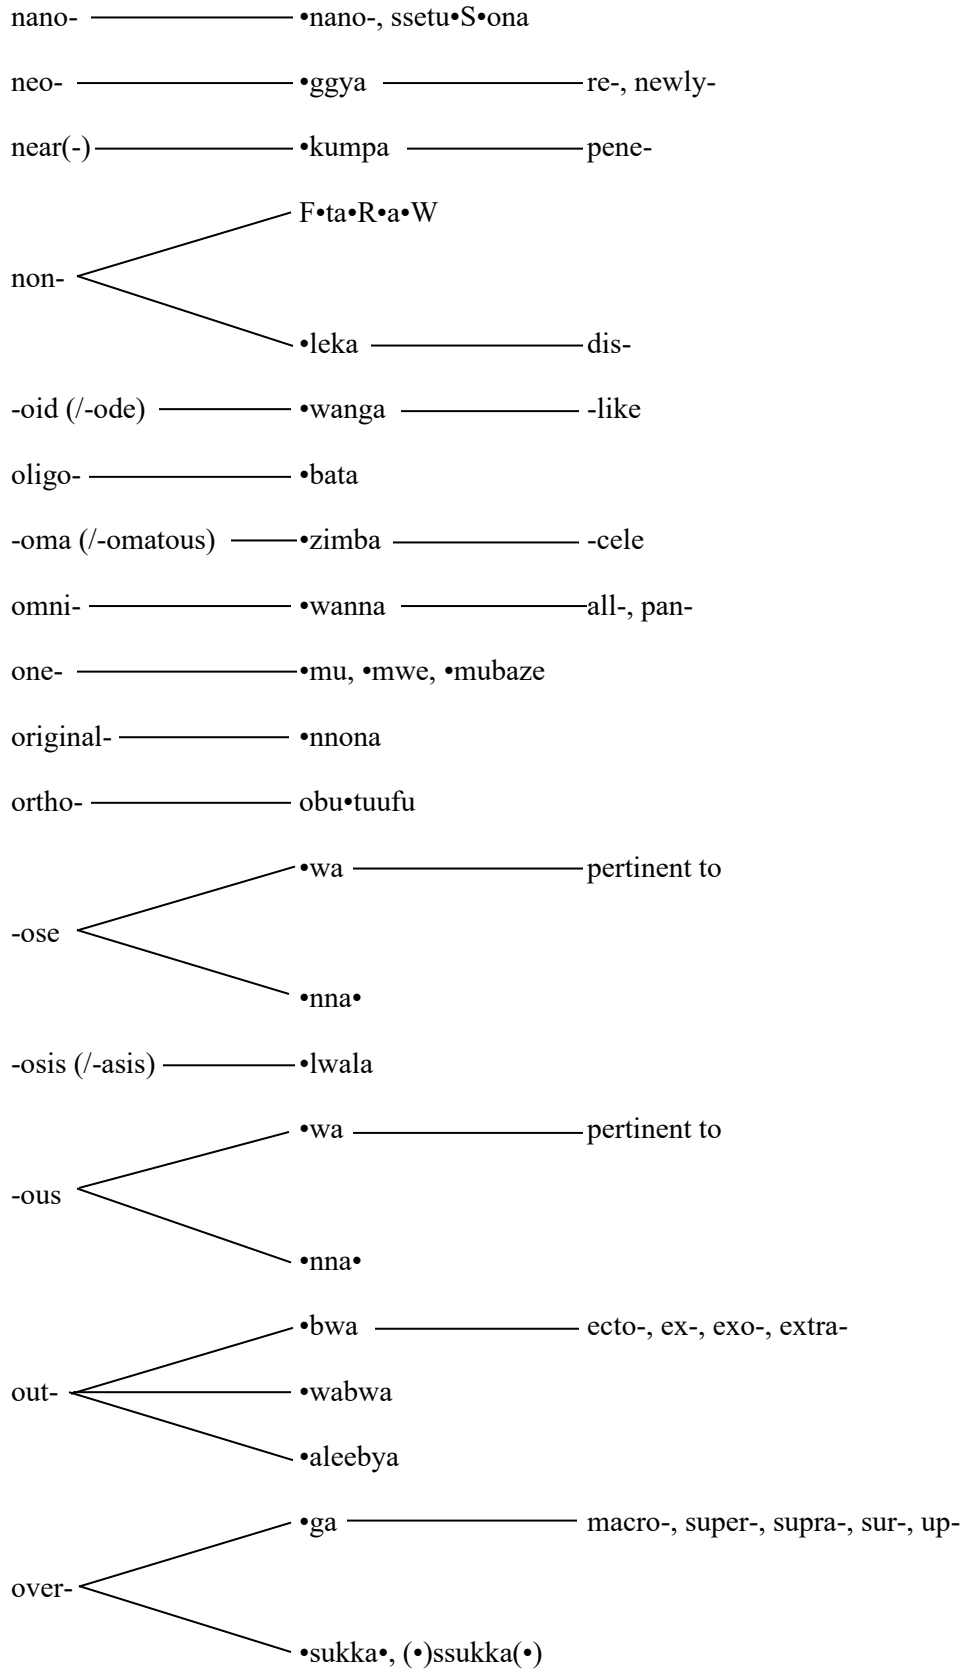 nano- •nano-, ssetu•S•ona
neo- •ggya re-, newly-
near(-) •kumpa pene-
F•ta•R•a•W
non-
•leka dis-
-oid (/-ode) •wanga -like
oligo- •bata
-oma (/-omatous) •zimba -cele
omni- •wanna all-, pan-
one- •mu, •mwe, •mubaze
original- •nnona
ortho- obu•tuufu
•wa pertinent to
-ose
•nna•
-osis (/-asis) •lwala
•wa pertinent to
-ous
•nna•
•bwa ecto-, ex-, exo-, extra-
out- •wabwa
•aleebya
•ga macro-, super-, supra-, sur-, up-
over-
•sukka•, (•)ssukka(•)